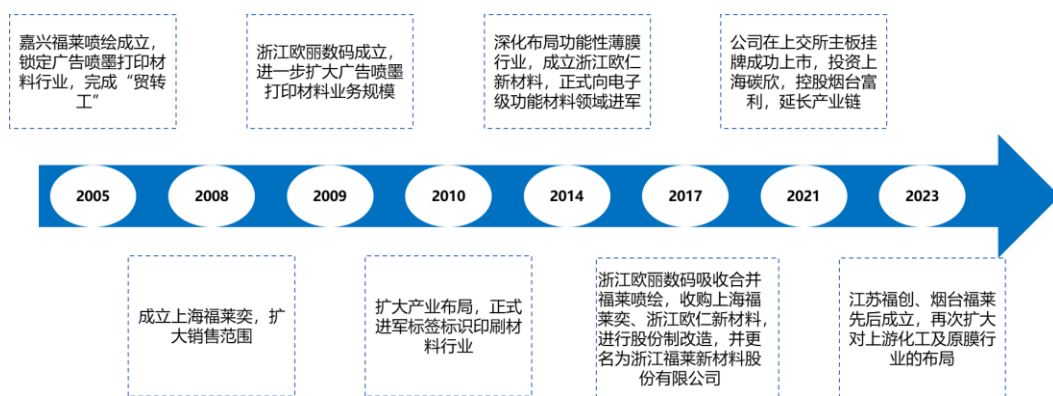 嘉兴福莱喷绘成立，
锁定广告喷墨打印材
料行业，完成“贸转
工”
浙江欧丽数码成立，
进一步扩大广告喷墨
打印材料业务规模
深化布局功能性薄膜
行业，成立浙江欧仁
新材料，正式向电子
级功能材料领域进军
公司在上交所主板挂
牌成功上市，投资上
海碳欣，控股烟台富
利，延长产业链
2005
2008
2009
2010
2014
2017
2021
2023
成立上海福莱奕，扩
大销售范围
扩大产业布局，正式
进军标签标识印刷材
料行业
浙江欧丽数码吸收合并
福莱喷绘，收购上海福
莱奕、浙江欧仁新材料，
进行股份制改造，并更
名为浙江福莱新材料股
份有限公司
江苏福创、烟台福莱
先后成立，再次扩大
对上游化工及原膜行
业的布局